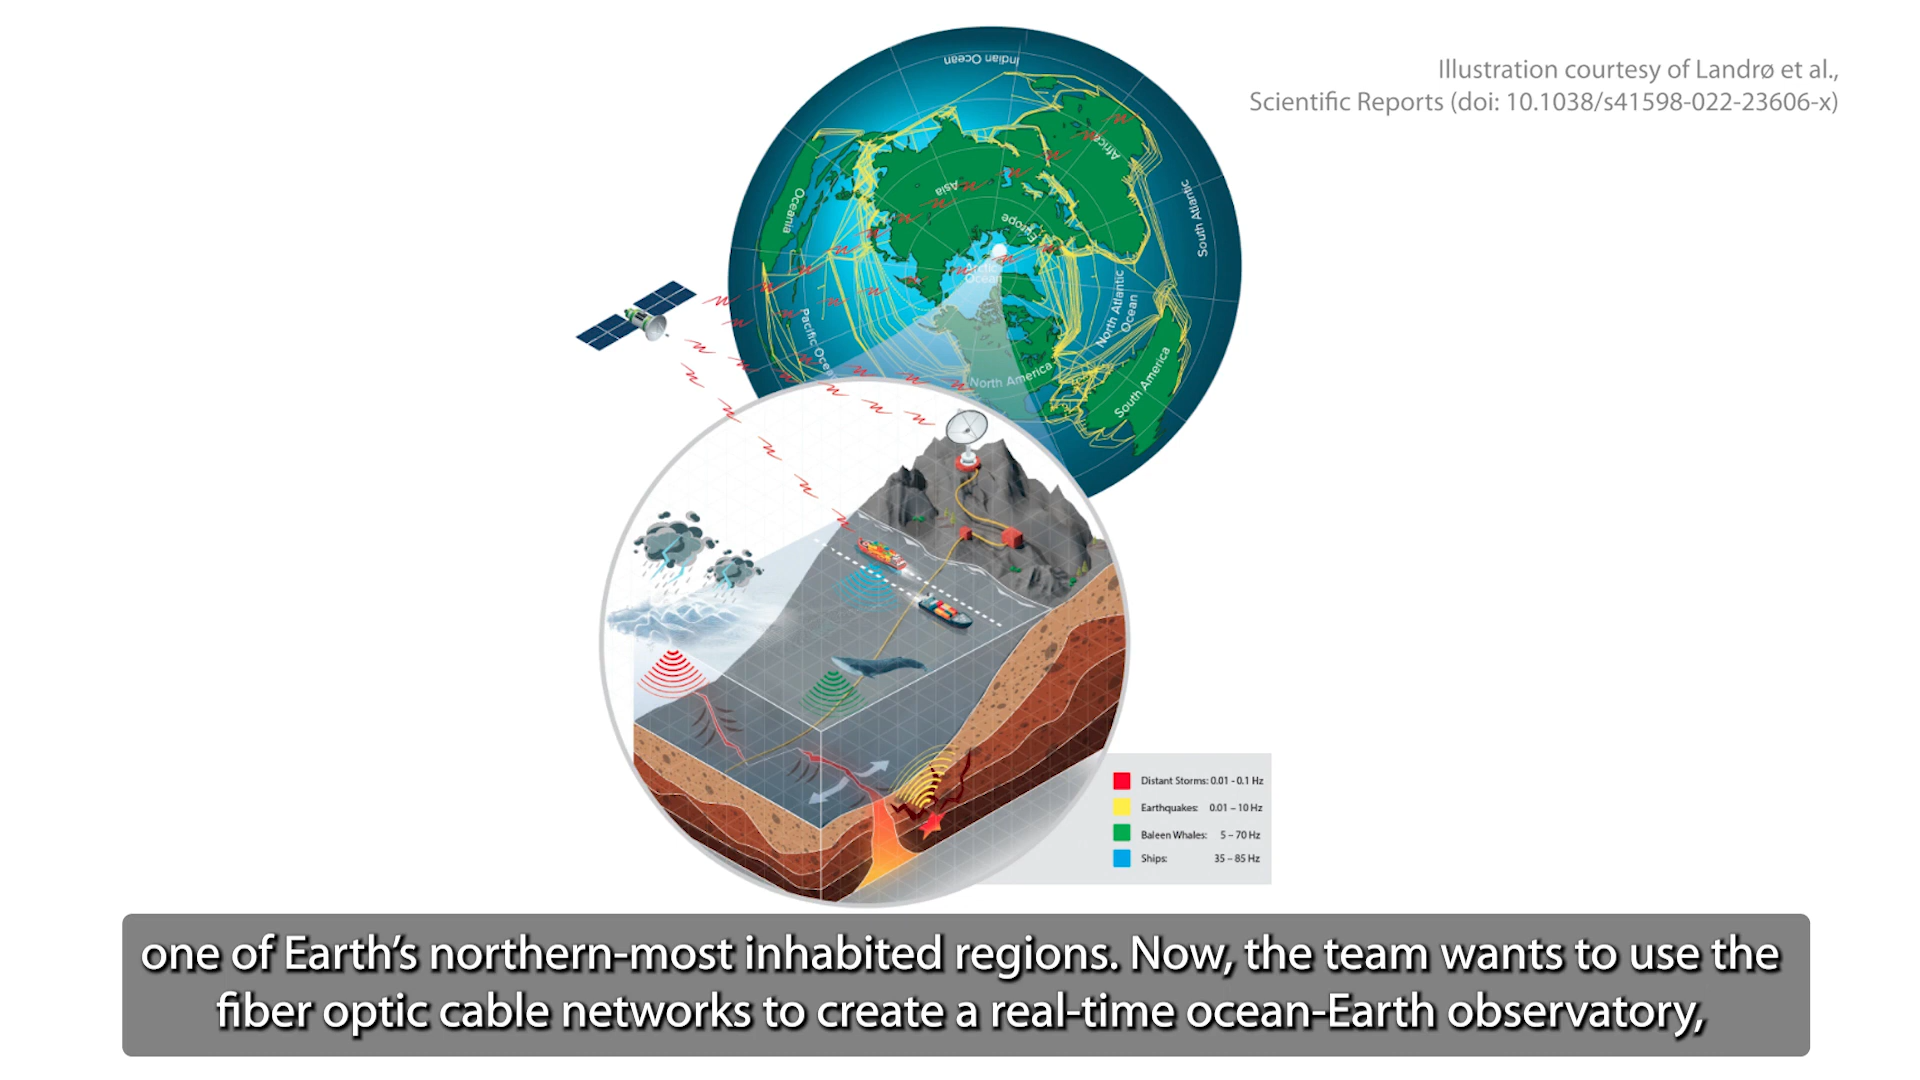 Illustration courtesy of Landrø et al.,
Scientific Reports (doi: 10.1038/s41598-022-23606-x)
Indian Ocean
Africa
Asia
Oceania
Europe
South Atlantic
Arctic
Ocean
North Atlantic
Ocean
Pacific Ocean
North America
South America
Distant Storms: 0.01 - 0.1 Hz
Earthquakes: 0.01 – 10 Hz
Baleen Whales: 5 – 70 Hz
Ships: 35 – 85 Hz
one of Earth’s northern-most inhabited regions. Now, the team wants to use the
fiber optic cable networks to create a real-time ocean-Earth observatory,